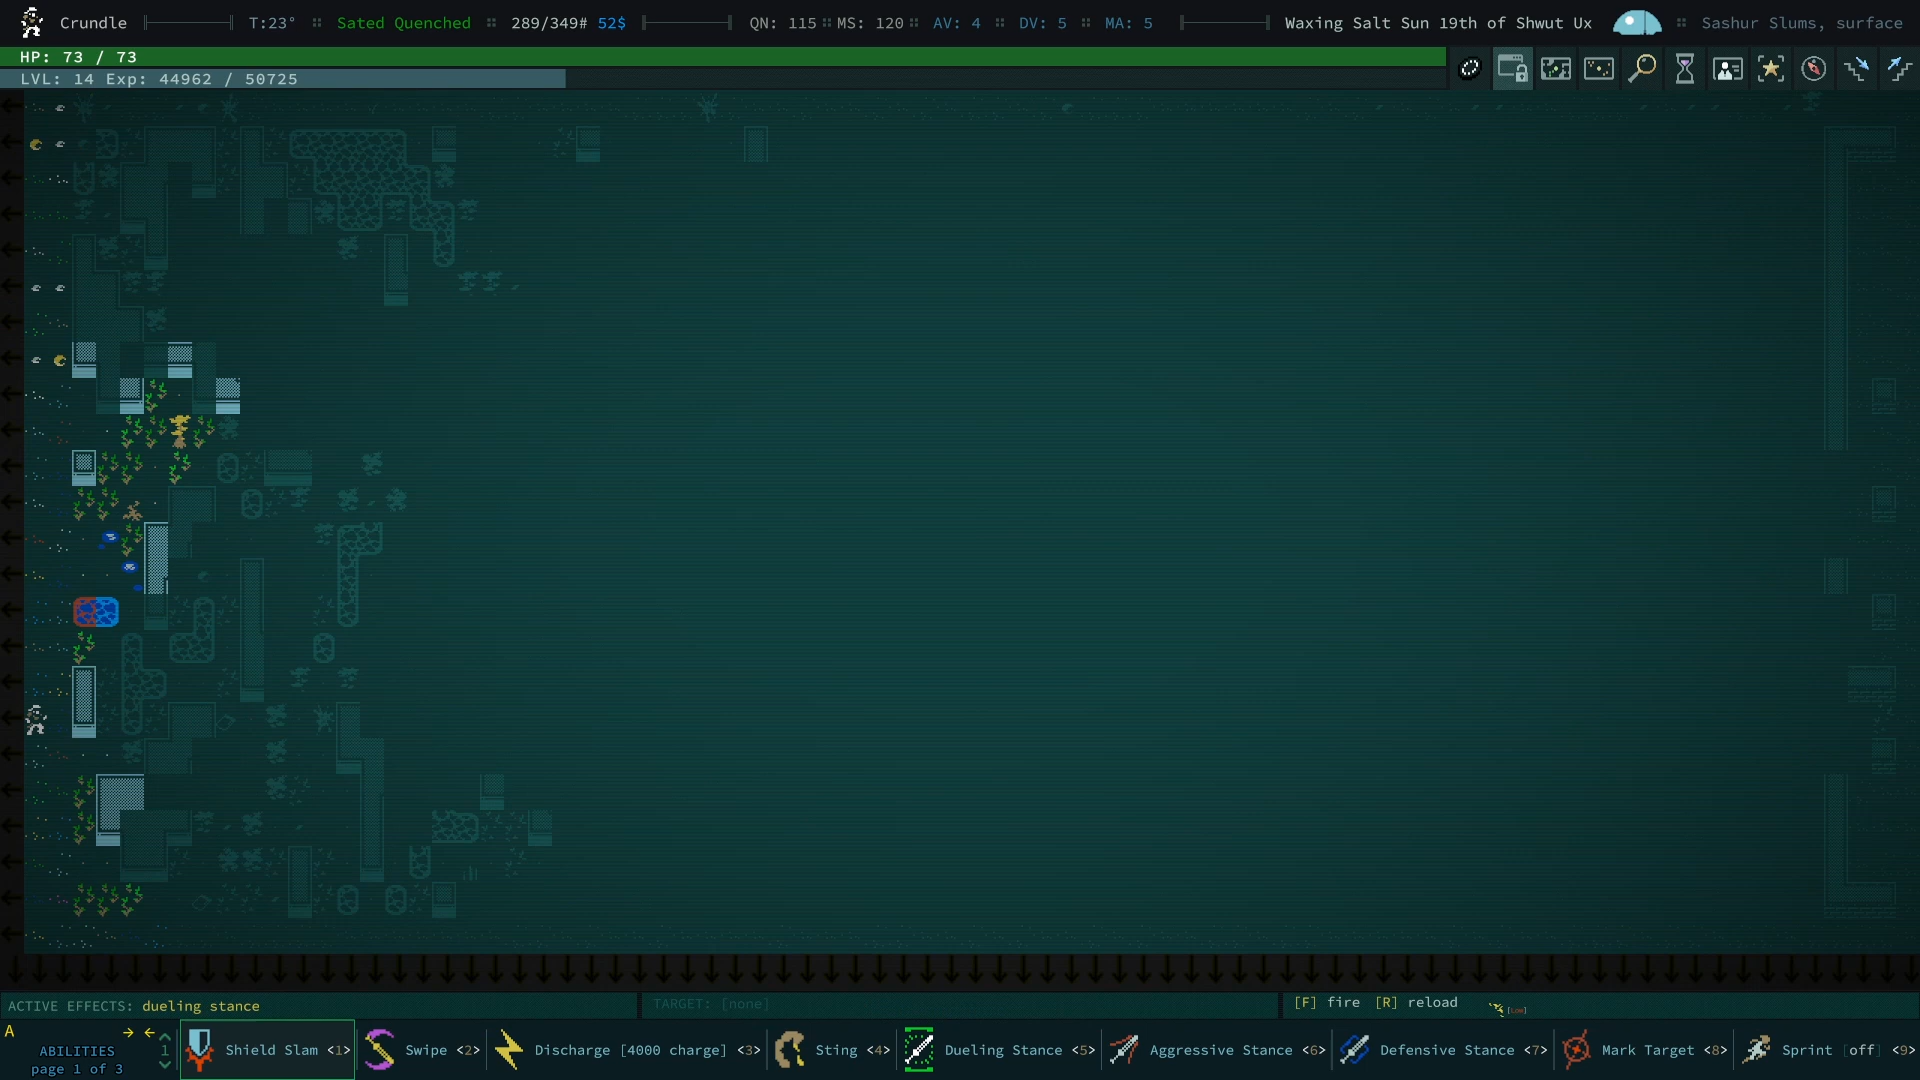 Crundle T:23° Sated Quenched 289/349# 52$ QN: 115 MS: 120 AV: 4 DV: 5 MA: 5 Waxing Salt Sun 19th of Shwut Ux Sashur Slums, surface
HP: 73 / 73
LVL: 14 Exp: 44962 / 50725
ACTIVE EFFECTS: dueling stance TARGET: [none] [F] fire [R] reload
A
ABILITIES
page 1 of 3
1
Shield Slam <1> Swipe <2> Discharge [4000 charge] <3> Sting <4> Dueling Stance <5> Aggressive Stance <6> Defensive Stance <7> Mark Target <8> Sprint [off] <9>